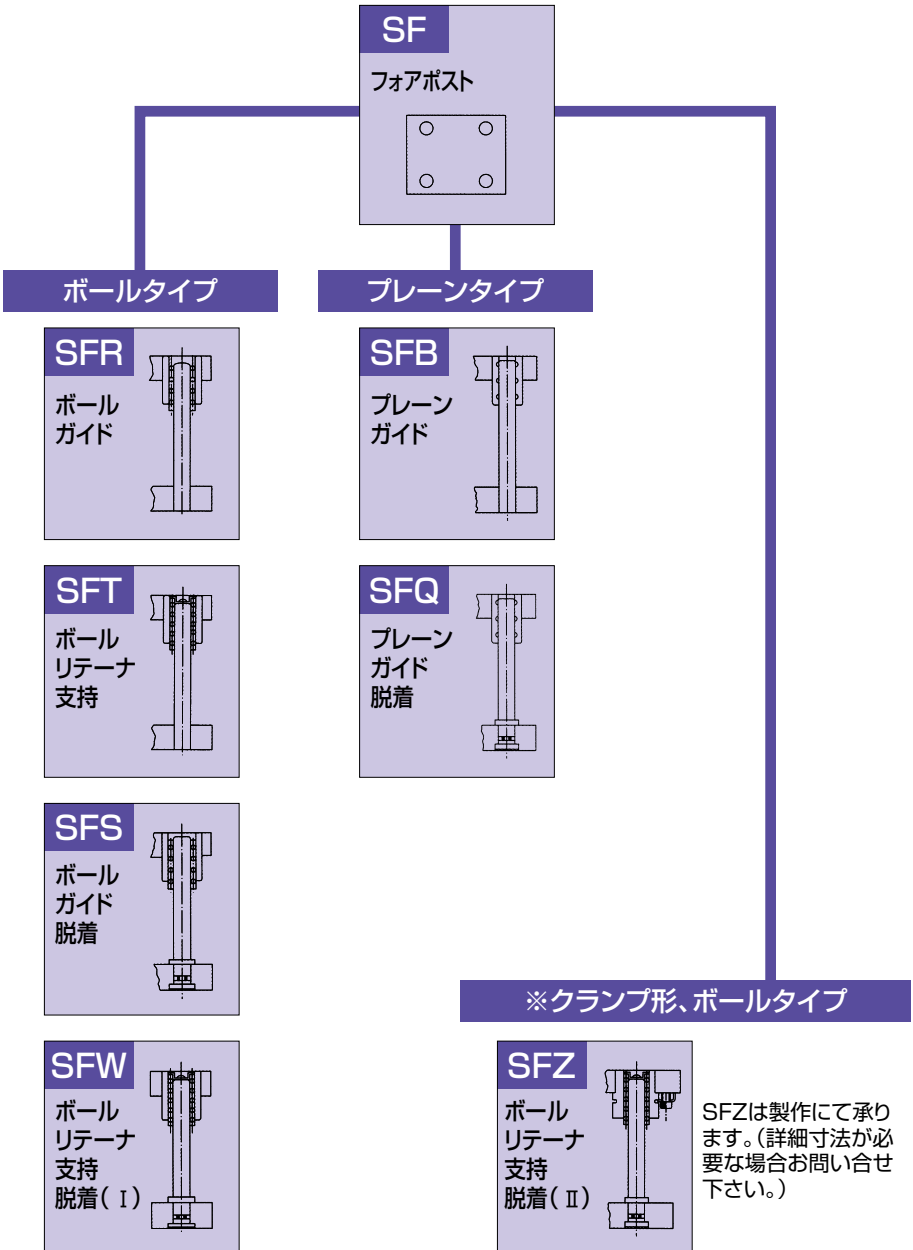 SF
フォアポスト
ボールタイプ
プレーンタイプ
SFR
ボール
ガイド
SFB
プレーン
ガイド
SFT
ボール
リテーナ
支持
SFQ
プレーン
ガイド
脱着
SFS
ボール
ガイド
脱着
※クランプ形、ボールタイプ
SFW
ボール
リテーナ
支持
脱着(Ⅰ)
SFZ
ボール
リテーナ
支持
脱着(Ⅱ)
SFZは製作にて承り
ます。(詳細寸法が必
要な場合お問い合せ
下さい。)